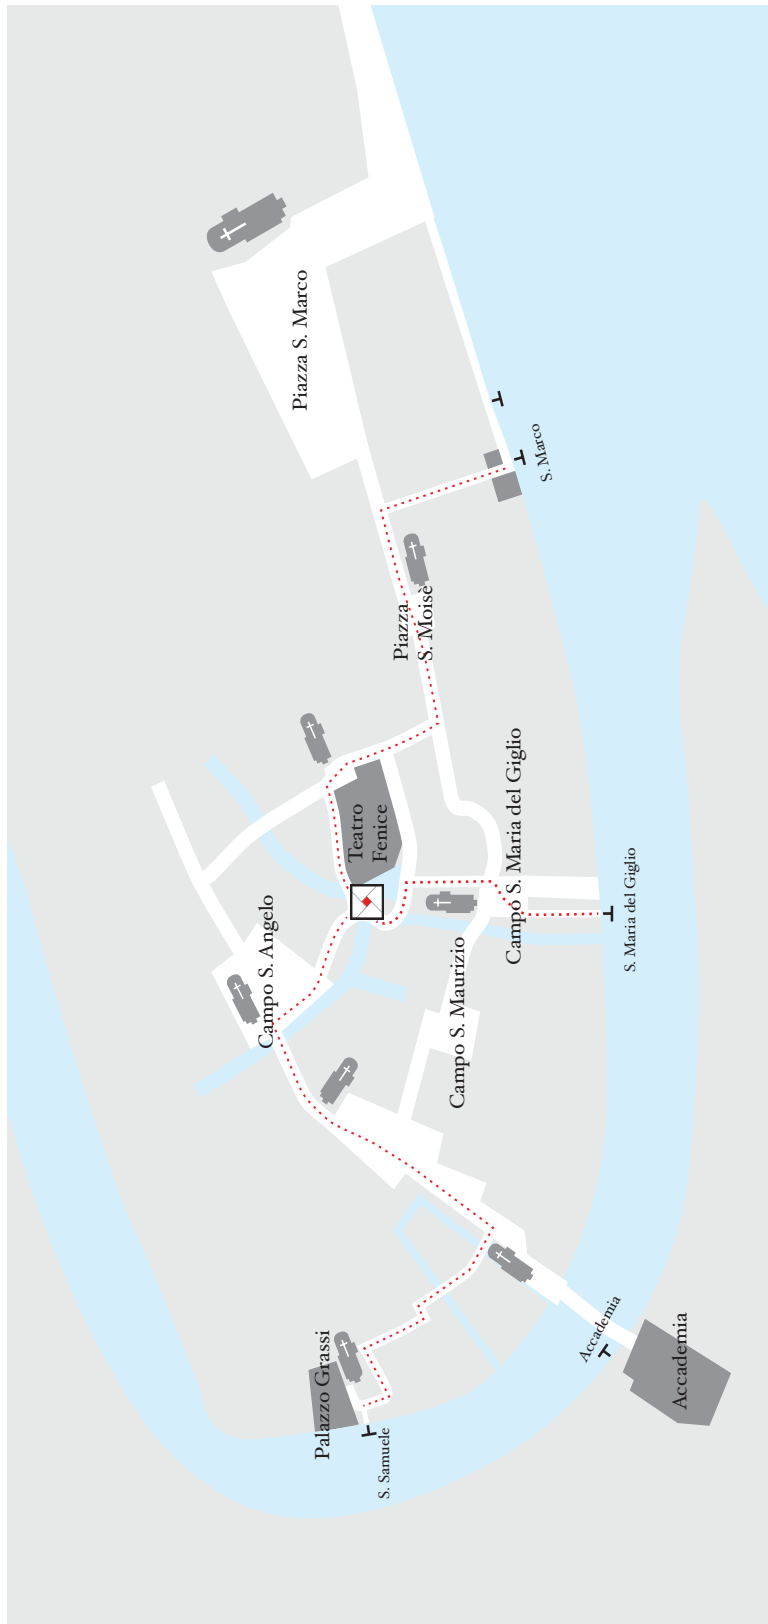 Piazza S. Marco
S. Marco
Piazza
S. Moisè
Teatro
Fenice
Campo S. Maria del Giglio
S. Maria del Giglio
Campo S. Angelo
Campo S. Maurizio
Palazzo Grassi
S. Samuele
Accademia
Accademia